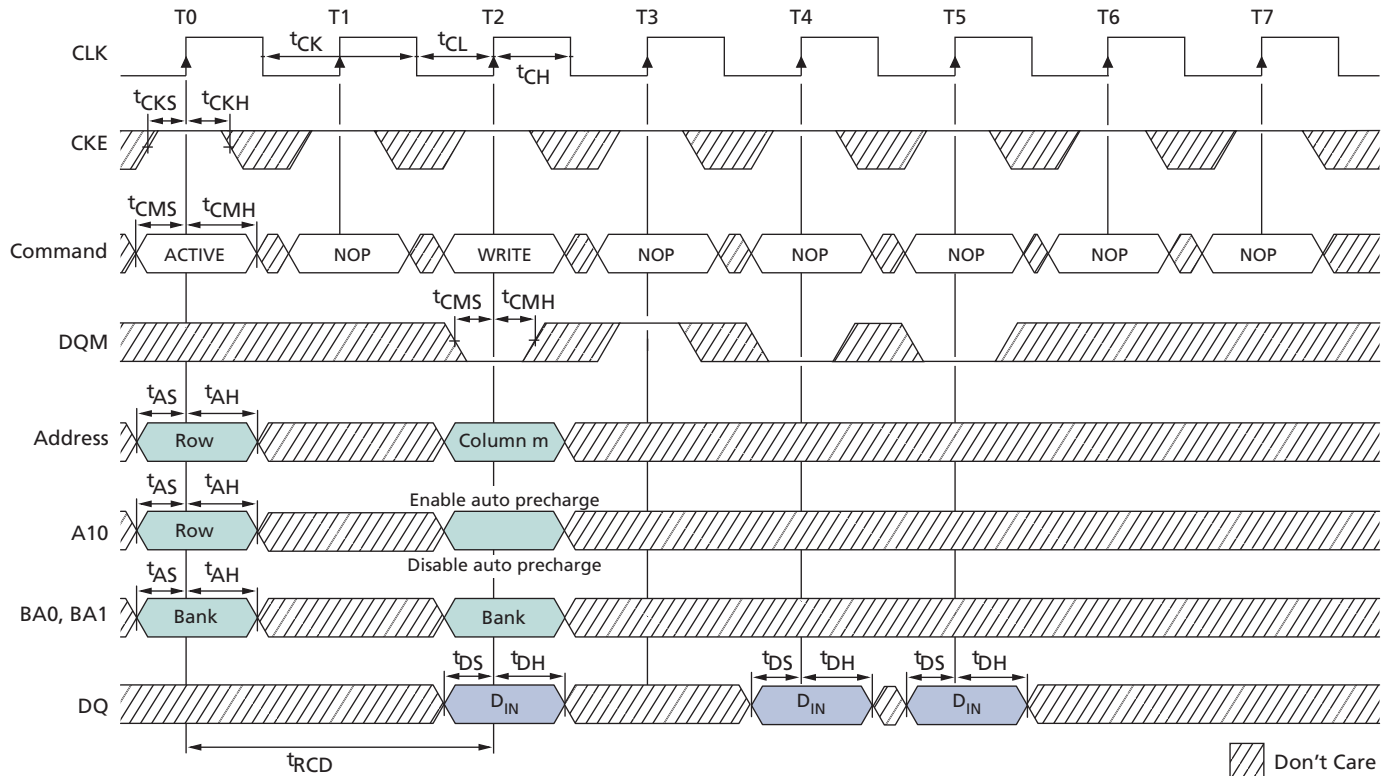 T0 T1 T2 T3 T4 T5 T6 T7
CLK
tCK tCL
tCH
tCKS tCKH
CKE
tCMS tCMH
Command ACTIVE NOP WRITE NOP NOP NOP NOP NOP
tCMS tCMH
DQM
tAS tAH
Address Row Column m
tAS tAH Enable auto precharge
A10 Row
Disable auto precharge
tAS tAH
BA0, BA1 Bank Bank
tDS tDH tDS tDH tDS tDH
DQ DIN DIN DIN
tRCD
Don't Care